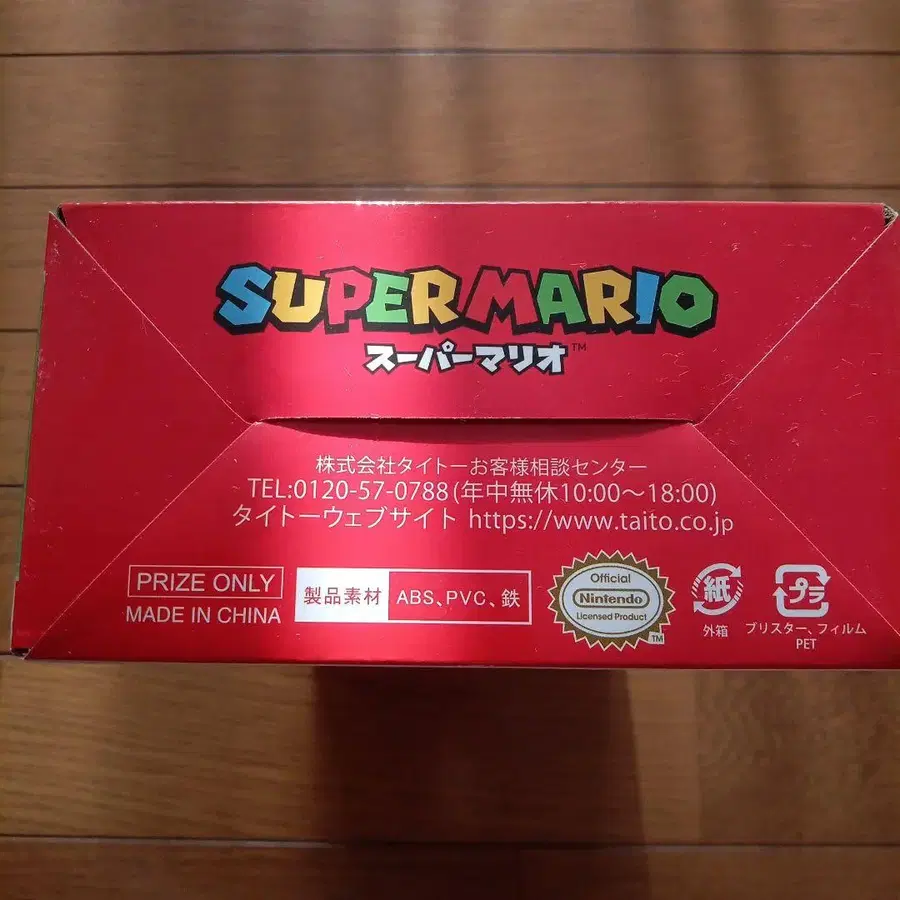 SUPER MARIO
スーパーマリオ™
株式会社タイトーお客様相談センター
TEL:0120-57-0788(年中無休10:00～18:00)
タイトーウェブサイト https://www.taito.co.jp
PRIZE ONLY
MADE IN CHINA
製品素材 ABS、PVC、鉄
Official
Nintendo
Licensed Product
TM
紙
外箱
プラ
ブリスター、フィルム
PET